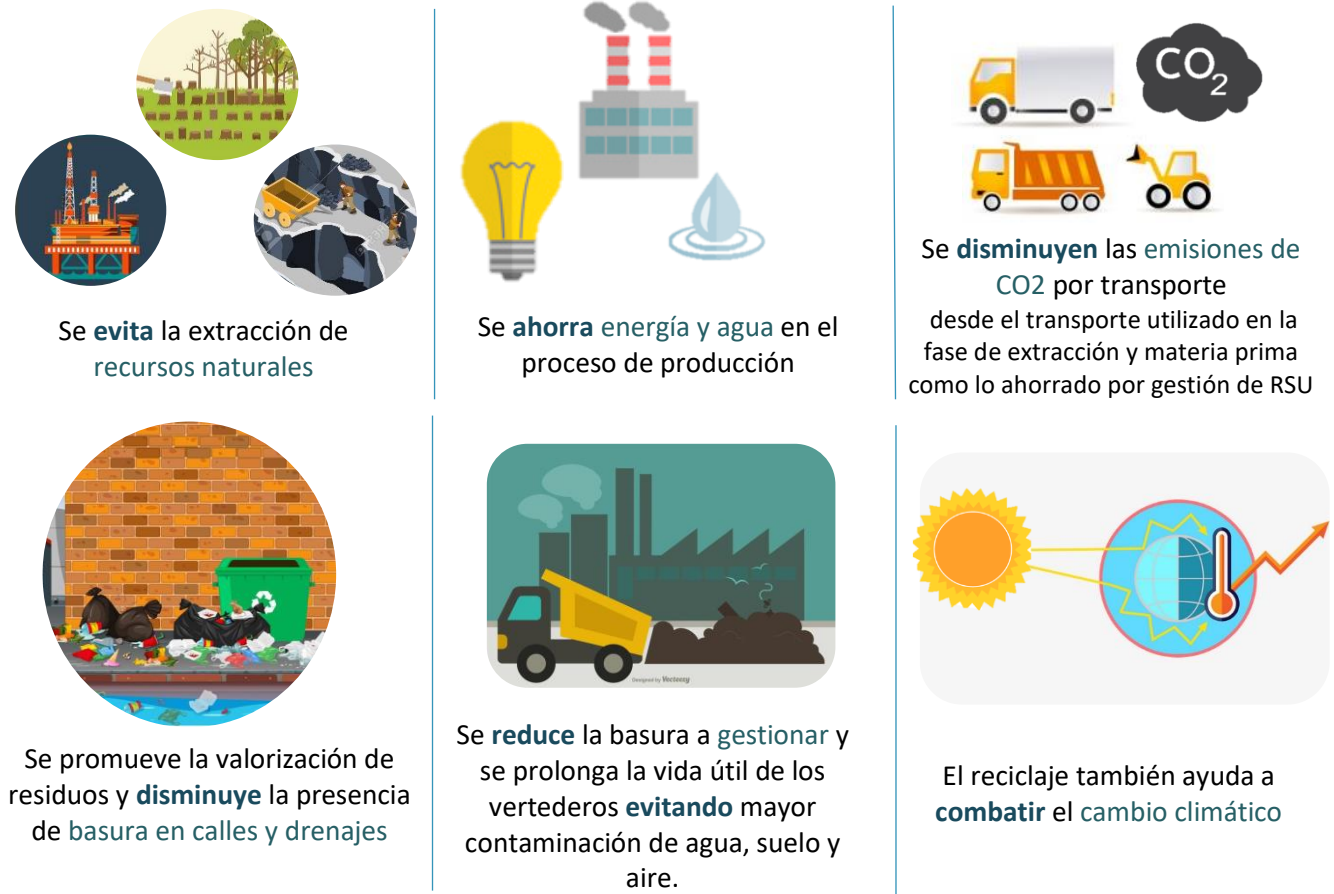 CO2
Se evita la extracción de
recursos naturales
Se ahorra energía y agua en el
proceso de producción
Se disminuyen las emisiones de
CO2 por transporte
desde el transporte utilizado en la
fase de extracción y materia prima
como lo ahorrado por gestión de RSU
Se promueve la valorización de
residuos y disminuye la presencia
de basura en calles y drenajes
Designed by Vecteezy
Se reduce la basura a gestionar y
se prolonga la vida útil de los
vertederos evitando mayor
contaminación de agua, suelo y
aire.
El reciclaje también ayuda a
combatir el cambio climático